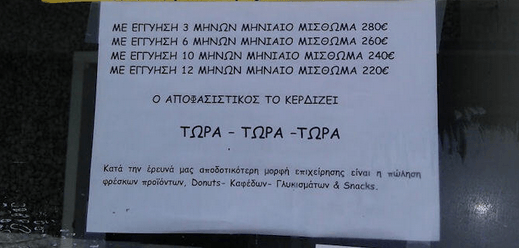 ΜΕ ΕΓΓΥΗΣΗ 3 ΜΗΝΩΝ ΜΗΝΙΑΙΟ ΜΙΣΘΩΜΑ 280€
ΜΕ ΕΓΓΥΗΣΗ 6 ΜΗΝΩΝ ΜΗΝΙΑΙΟ ΜΙΣΘΩΜΑ 260€
ΜΕ ΕΓΓΥΗΣΗ 10 ΜΗΝΩΝ ΜΗΝΙΑΙΟ ΜΙΣΘΩΜΑ 240€
ΜΕ ΕΓΓΥΗΣΗ 12 ΜΗΝΩΝ ΜΗΝΑΙΟ ΜΙΣΘΩΜΑ 220€
Ο ΑΠΟΦΑΣΙΣΤΙΚΟΣ ΤΟ ΚΕΡΔΙΖΕΙ
ΤΩΡΑ - ΤΩΡΑ -ΤΩΡΑ
Κατά την έρευνά μας αποδοτικότερη μορφή επιχείρησης είναι η πώληση
φρέσκων προϊόντων, Donuts- Καφέδων- Γλυκισμάτων & Snacks.